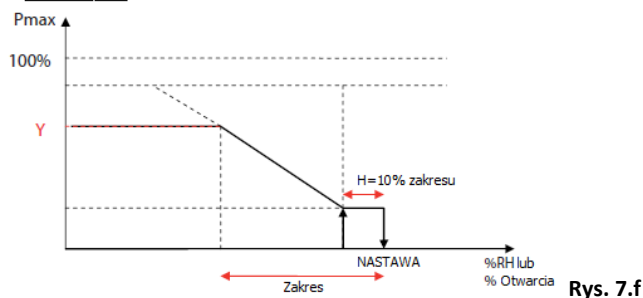 Pmax
100%
Y
H=10% zakresu
NASTAWA
%RH lub
% Otwarcia
Zakres
Rys. 7.f